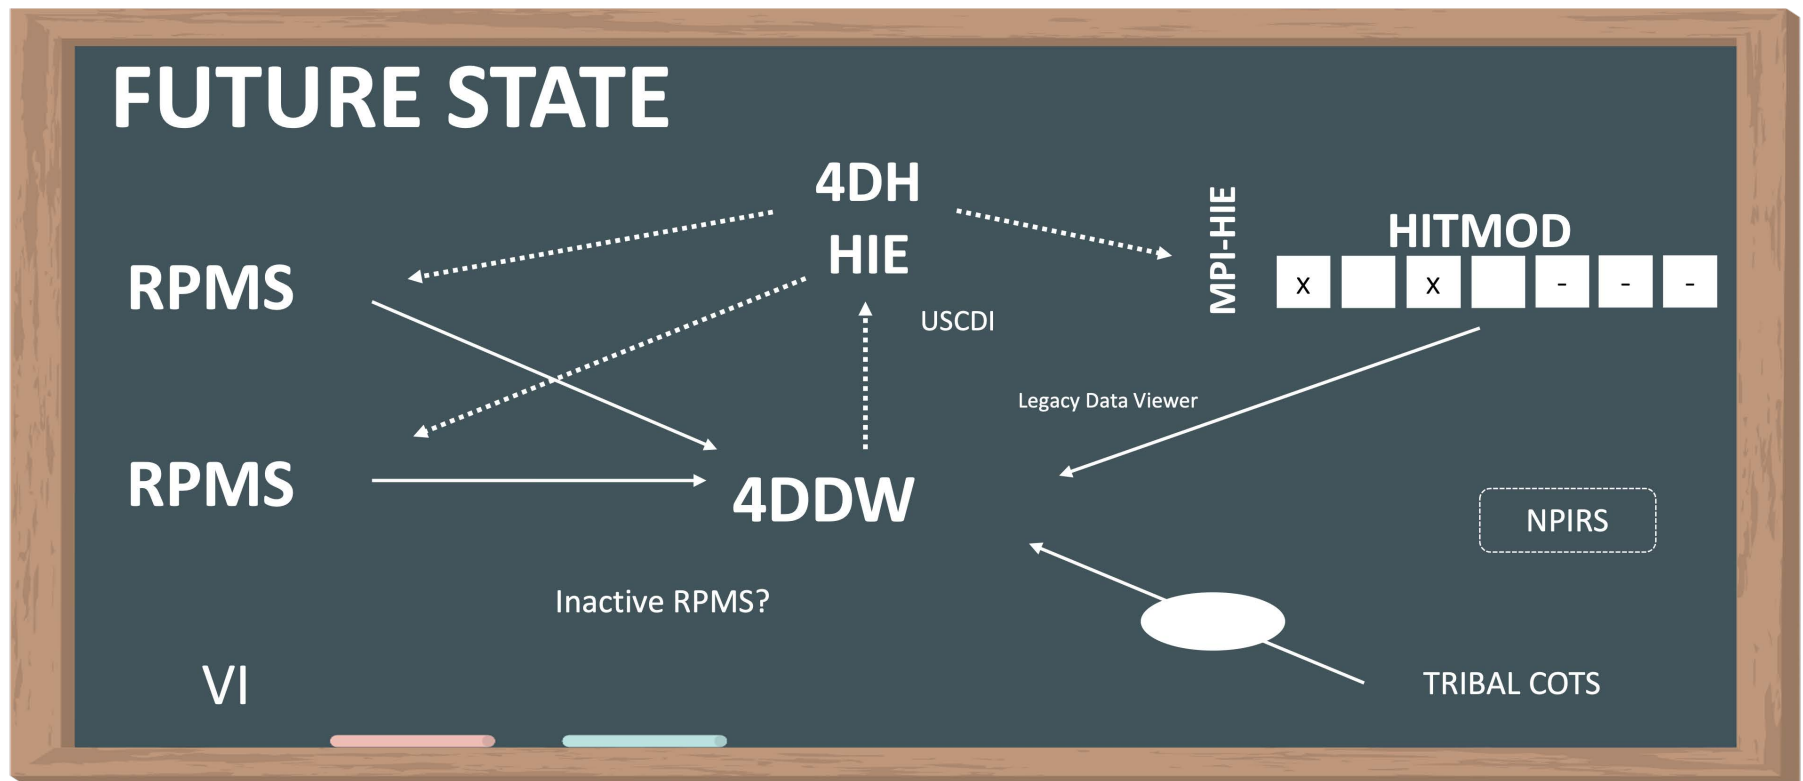 FUTURE STATE
4DH
HIE
MPI-HIE
HITMOD
x x - - -
RPMS
USCDI
Legacy Data Viewer
RPMS
4DDW
NPIRS
Inactive RPMS?
VI
TRIBAL COTS